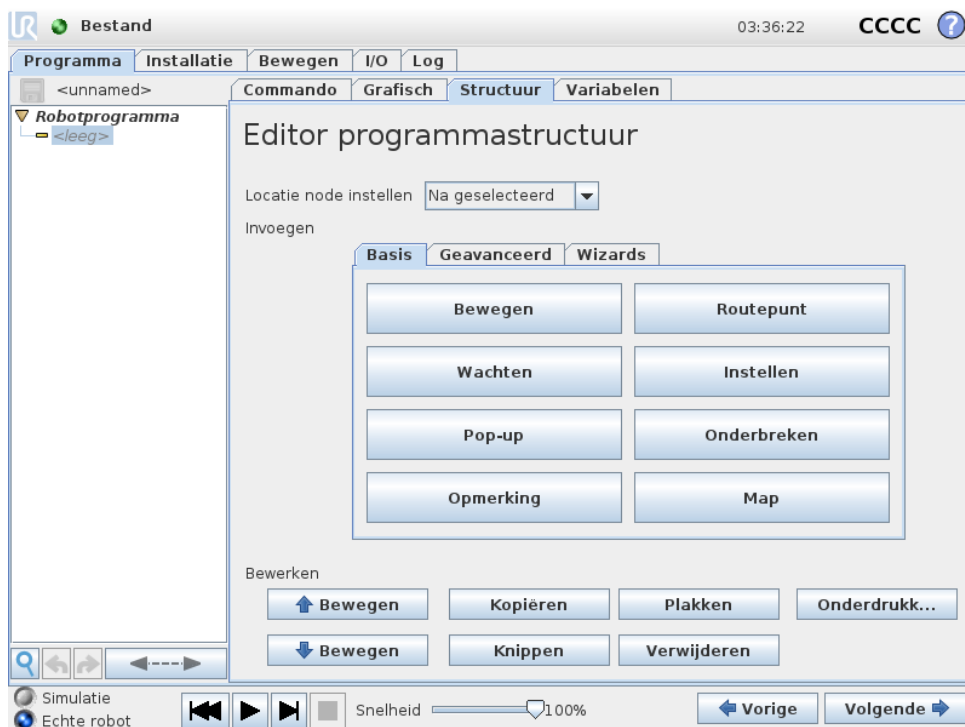 UR Bestand 03:36:22 CCCC ?
Programma Installatie Bewegen I/O Log
<unnamed> Commando Grafisch Structuur Variabelen
Robotprogramma
<leeg>
Editor programmastructuur
Locatie node instellen Na geselecteerd
Invoegen
Basis Geavanceerd Wizards
Bewegen Routepunt
Wachten Instellen
Pop-up Onderbreken
Opmerking Map
Bewerken
Bewegen Kopiëren Plakken Onderdrukk...
Bewegen Knippen Verwijderen
Simulatie
Echte robot
Snelheid 100%
Vorige Volgende